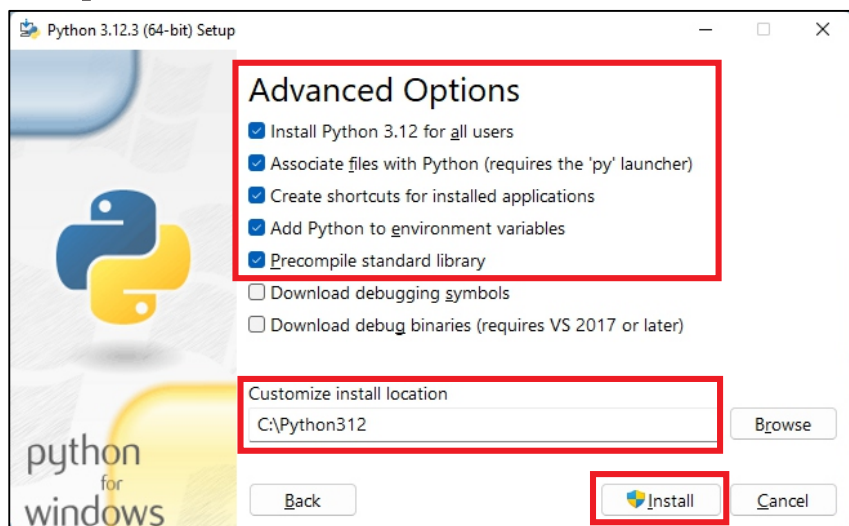 Python 3.12.3 (64-bit) Setup
Advanced Options
Install Python 3.12 for all users
Associate files with Python (requires the 'py' launcher)
Create shortcuts for installed applications
Add Python to environment variables
Precompile standard library
Download debugging symbols
Download debug binaries (requires VS 2017 or later)
Customize install location
C:\Python312
Browse
python
for
windows
Back
Install
Cancel